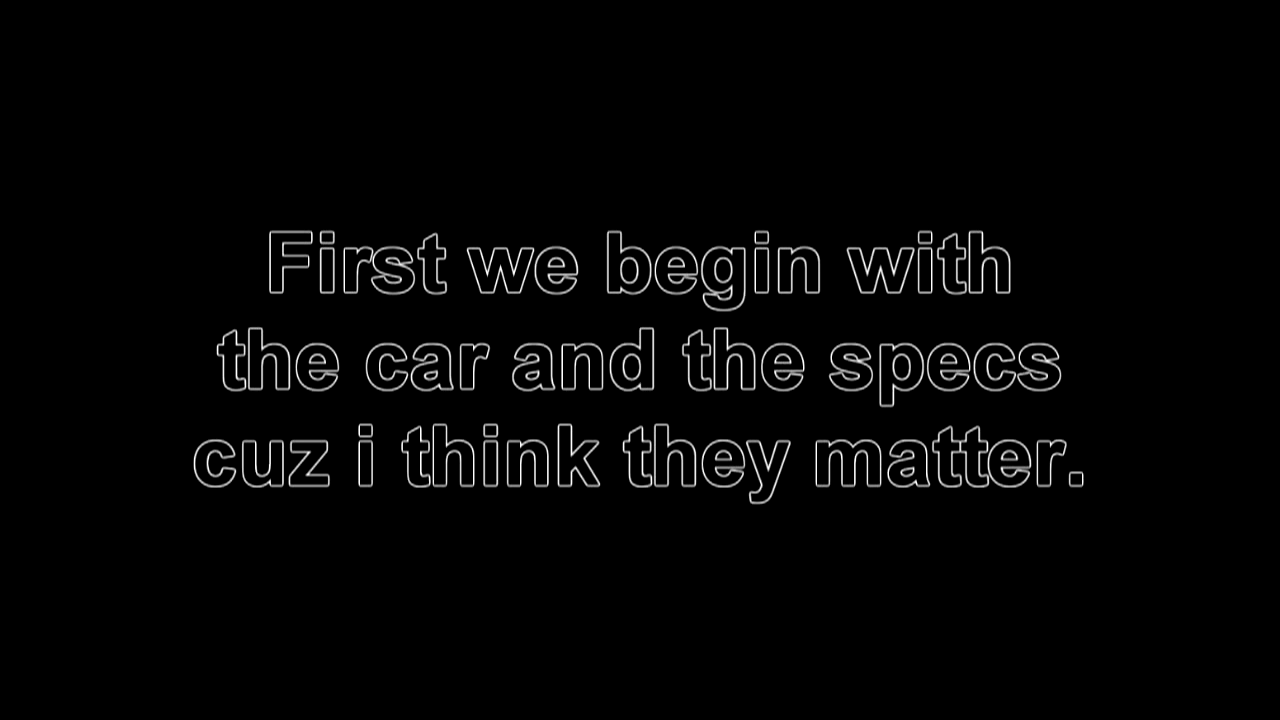 First we begin with
the car and the specs
cuz i think they matter.